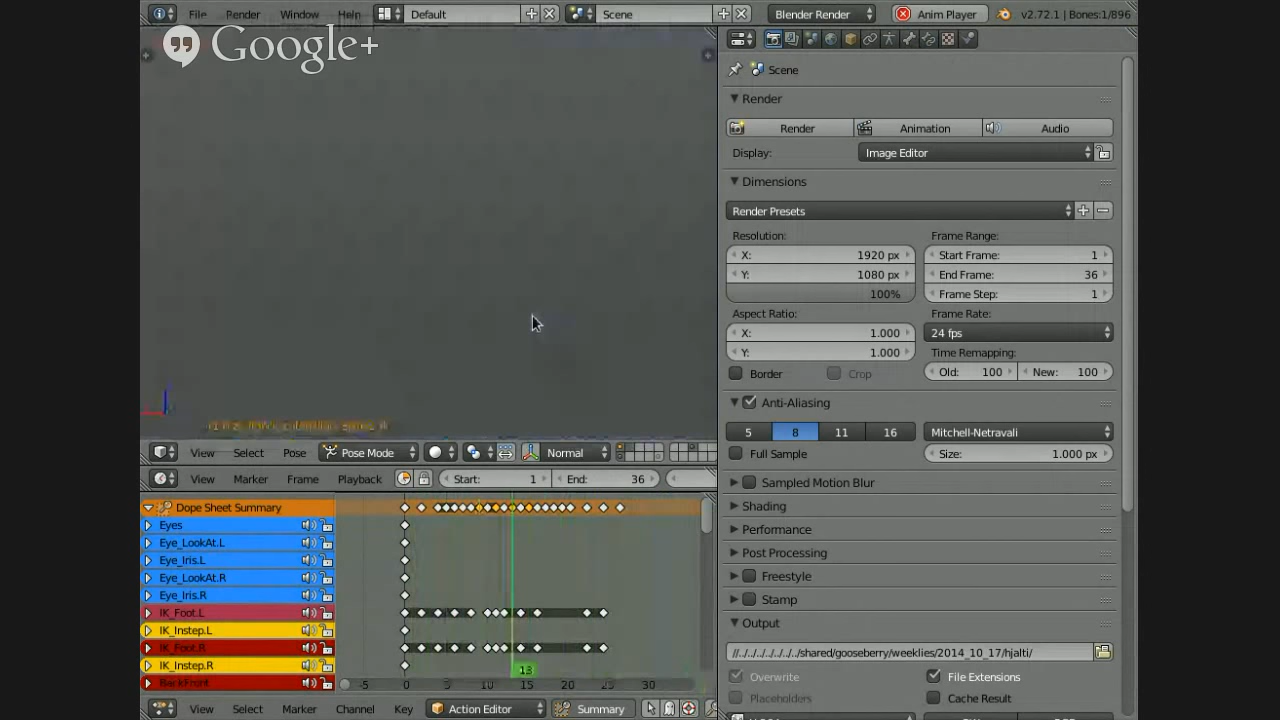 File Render Window Help Default Scene Blender Render Anim Player v2.72.1 | Bones:1/896
Google+
Scene
Render
Render Animation Audio
Display: Image Editor
Dimensions
Render Presets
Resolution: Frame Range:
X: 1920 px Start Frame: 1
Y: 1080 px End Frame: 36
100% Frame Step: 1
Aspect Ratio: Frame Rate:
X: 1.000 24 fps
Y: 1.000 Time Remapping:
Border Crop Old: 100 New: 100
Anti-Aliasing
5 8 11 16 Mitchell-Netravali
Full Sample Size: 1.000 px
Sampled Motion Blur
Shading
Performance
Post Processing
Freestyle
Stamp
Output
//../../../../../../shared/gooseberry/weeklies/2014_10_17/hjalti/
Overwrite File Extensions
Placeholders Cache Result
View Select Pose Pose Mode Normal
View Marker Frame Playback Start: 1 End: 36
Dope Sheet Summary
Eyes
Eye_LookAt.L
Eye_Iris.L
Eye_LookAt.R
Eye_Iris.R
IK_Foot.L
IK_Instep.L
IK_Foot.R
IK_Instep.R
BackFront
13
-5 0 5 10 15 20 25 30
View Select Marker Channel Key Action Editor Summary